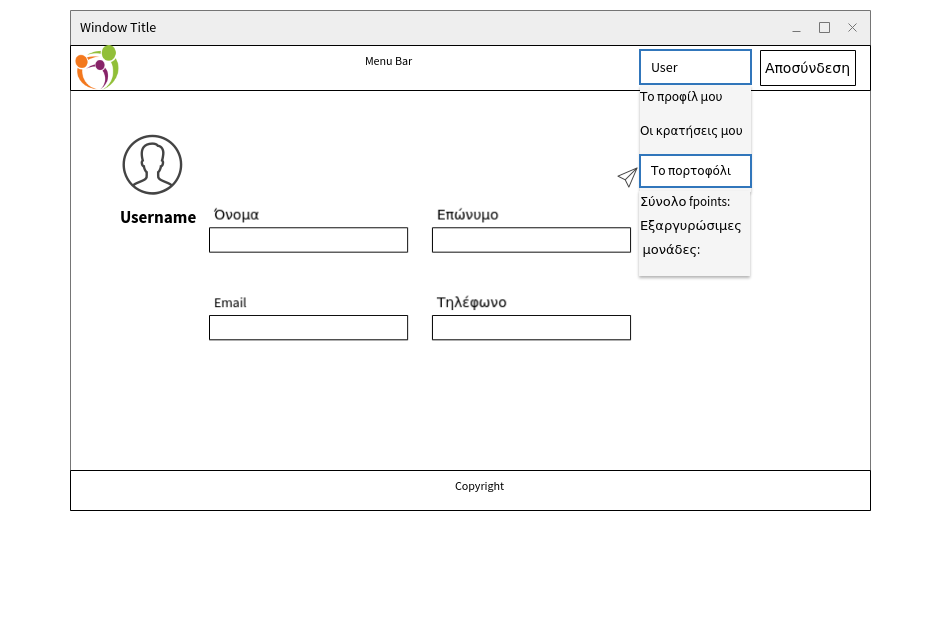 Window Title
Menu Bar
User
Αποσύνδεση
Το προφίλ μου
Οι κρατήσεις μου
Το πορτοφόλι
Σύνολο fpoints:
Εξαργυρώσιμες
μονάδες:
Username
Όνομα
Επώνυμο
Email
Τηλέφωνο
Copyright